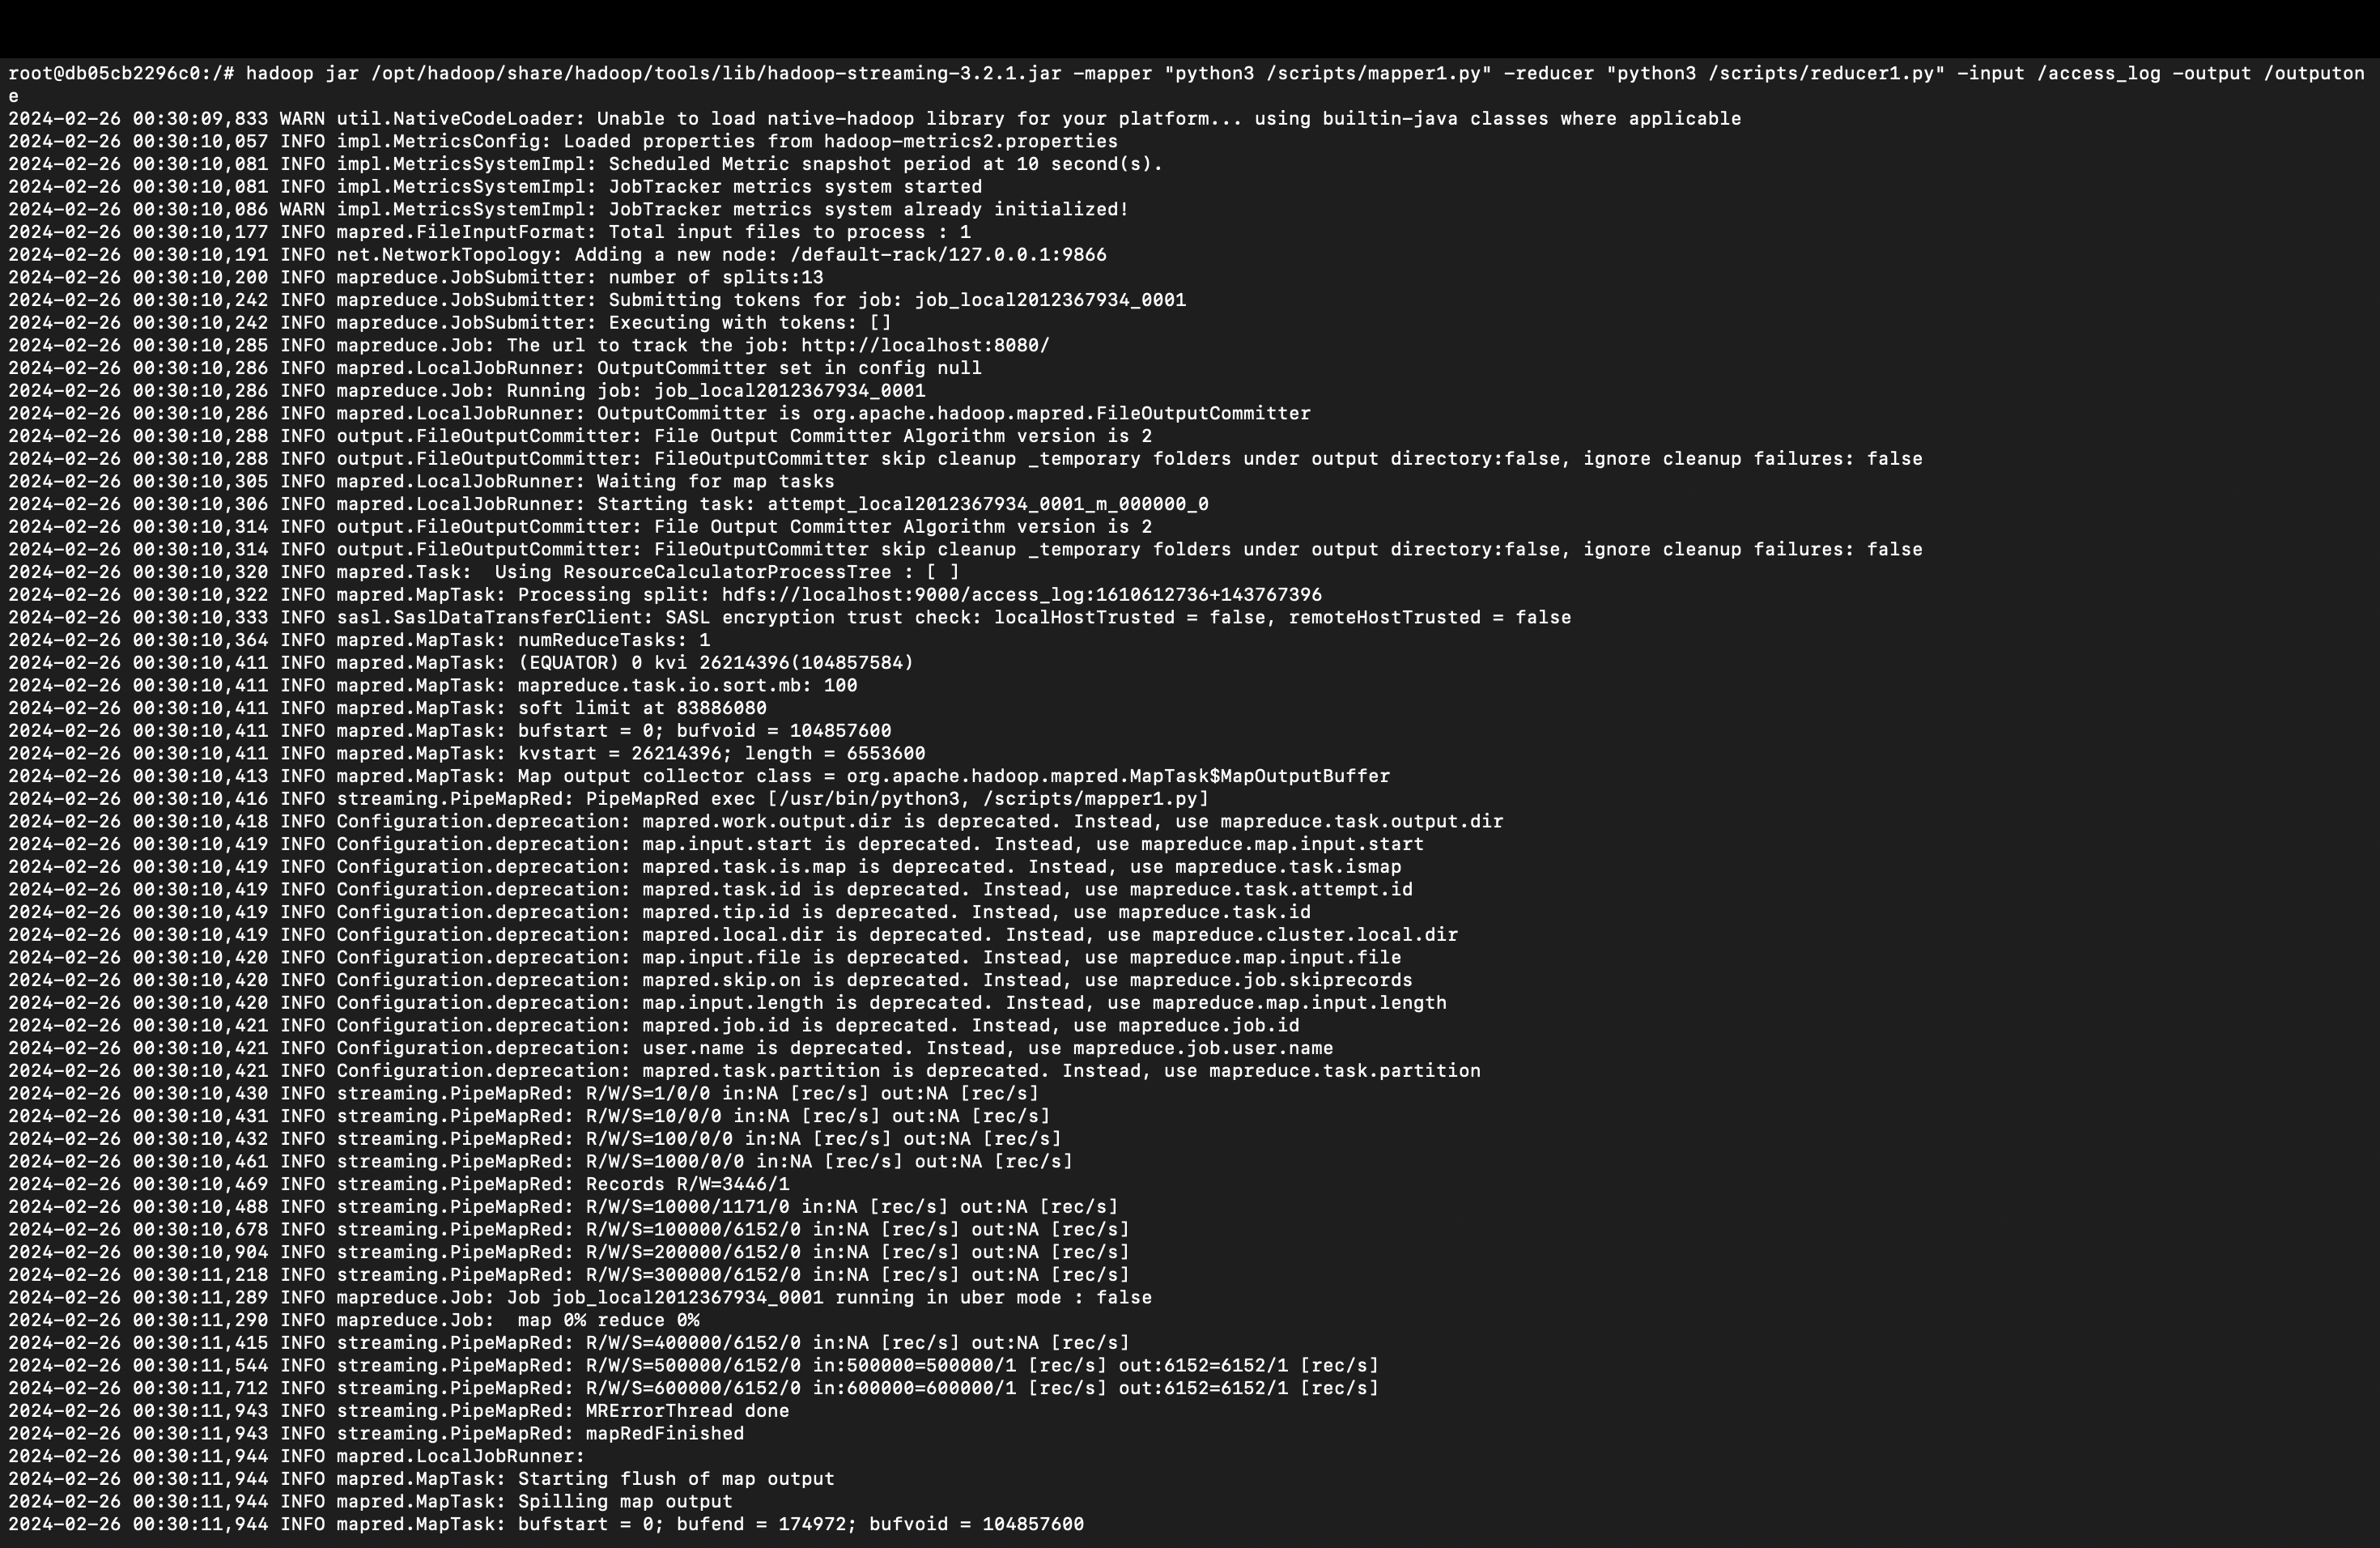 root@db05cb2296c0:/# hadoop jar /opt/hadoop/share/hadoop/tools/lib/hadoop-streaming-3.2.1.jar -mapper "python3 /scripts/mapper1.py" -reducer "python3 /scripts/reducer1.py" -input /access_log -output /outputon
e
2024-02-26 00:30:09,833 WARN util.NativeCodeLoader: Unable to load native-hadoop library for your platform... using builtin-java classes where applicable
2024-02-26 00:30:10,057 INFO impl.MetricsConfig: Loaded properties from hadoop-metrics2.properties
2024-02-26 00:30:10,081 INFO impl.MetricsSystemImpl: Scheduled Metric snapshot period at 10 second(s).
2024-02-26 00:30:10,081 INFO impl.MetricsSystemImpl: JobTracker metrics system started
2024-02-26 00:30:10,086 WARN impl.MetricsSystemImpl: JobTracker metrics system already initialized!
2024-02-26 00:30:10,177 INFO mapred.FileInputFormat: Total input files to process : 1
2024-02-26 00:30:10,191 INFO net.NetworkTopology: Adding a new node: /default-rack/127.0.0.1:9866
2024-02-26 00:30:10,200 INFO mapreduce.JobSubmitter: number of splits:13
2024-02-26 00:30:10,242 INFO mapreduce.JobSubmitter: Submitting tokens for job: job_local2012367934_0001
2024-02-26 00:30:10,242 INFO mapreduce.JobSubmitter: Executing with tokens: []
2024-02-26 00:30:10,285 INFO mapreduce.Job: The url to track the job: http://localhost:8080/
2024-02-26 00:30:10,286 INFO mapred.LocalJobRunner: OutputCommitter set in config null
2024-02-26 00:30:10,286 INFO mapreduce.Job: Running job: job_local2012367934_0001
2024-02-26 00:30:10,286 INFO mapred.LocalJobRunner: OutputCommitter is org.apache.hadoop.mapred.FileOutputCommitter
2024-02-26 00:30:10,288 INFO output.FileOutputCommitter: File Output Committer Algorithm version is 2
2024-02-26 00:30:10,288 INFO output.FileOutputCommitter: FileOutputCommitter skip cleanup _temporary folders under output directory:false, ignore cleanup failures: false
2024-02-26 00:30:10,305 INFO mapred.LocalJobRunner: Waiting for map tasks
2024-02-26 00:30:10,306 INFO mapred.LocalJobRunner: Starting task: attempt_local2012367934_0001_m_000000_0
2024-02-26 00:30:10,314 INFO output.FileOutputCommitter: File Output Committer Algorithm version is 2
2024-02-26 00:30:10,314 INFO output.FileOutputCommitter: FileOutputCommitter skip cleanup _temporary folders under output directory:false, ignore cleanup failures: false
2024-02-26 00:30:10,320 INFO mapred.Task:  Using ResourceCalculatorProcessTree : [ ]
2024-02-26 00:30:10,322 INFO mapred.MapTask: Processing split: hdfs://localhost:9000/access_log:1610612736+143767396
2024-02-26 00:30:10,333 INFO sasl.SaslDataTransferClient: SASL encryption trust check: localHostTrusted = false, remoteHostTrusted = false
2024-02-26 00:30:10,364 INFO mapred.MapTask: numReduceTasks: 1
2024-02-26 00:30:10,411 INFO mapred.MapTask: (EQUATOR) 0 kvi 26214396(104857584)
2024-02-26 00:30:10,411 INFO mapred.MapTask: mapreduce.task.io.sort.mb: 100
2024-02-26 00:30:10,411 INFO mapred.MapTask: soft limit at 83886080
2024-02-26 00:30:10,411 INFO mapred.MapTask: bufstart = 0; bufvoid = 104857600
2024-02-26 00:30:10,411 INFO mapred.MapTask: kvstart = 26214396; length = 6553600
2024-02-26 00:30:10,413 INFO mapred.MapTask: Map output collector class = org.apache.hadoop.mapred.MapTask$MapOutputBuffer
2024-02-26 00:30:10,416 INFO streaming.PipeMapRed: PipeMapRed exec [/usr/bin/python3, /scripts/mapper1.py]
2024-02-26 00:30:10,418 INFO Configuration.deprecation: mapred.work.output.dir is deprecated. Instead, use mapreduce.task.output.dir
2024-02-26 00:30:10,419 INFO Configuration.deprecation: map.input.start is deprecated. Instead, use mapreduce.map.input.start
2024-02-26 00:30:10,419 INFO Configuration.deprecation: mapred.task.is.map is deprecated. Instead, use mapreduce.task.ismap
2024-02-26 00:30:10,419 INFO Configuration.deprecation: mapred.task.id is deprecated. Instead, use mapreduce.task.attempt.id
2024-02-26 00:30:10,419 INFO Configuration.deprecation: mapred.tip.id is deprecated. Instead, use mapreduce.task.id
2024-02-26 00:30:10,419 INFO Configuration.deprecation: mapred.local.dir is deprecated. Instead, use mapreduce.cluster.local.dir
2024-02-26 00:30:10,420 INFO Configuration.deprecation: map.input.file is deprecated. Instead, use mapreduce.map.input.file
2024-02-26 00:30:10,420 INFO Configuration.deprecation: mapred.skip.on is deprecated. Instead, use mapreduce.job.skiprecords
2024-02-26 00:30:10,420 INFO Configuration.deprecation: map.input.length is deprecated. Instead, use mapreduce.map.input.length
2024-02-26 00:30:10,421 INFO Configuration.deprecation: mapred.job.id is deprecated. Instead, use mapreduce.job.id
2024-02-26 00:30:10,421 INFO Configuration.deprecation: user.name is deprecated. Instead, use mapreduce.job.user.name
2024-02-26 00:30:10,421 INFO Configuration.deprecation: mapred.task.partition is deprecated. Instead, use mapreduce.task.partition
2024-02-26 00:30:10,430 INFO streaming.PipeMapRed: R/W/S=1/0/0 in:NA [rec/s] out:NA [rec/s]
2024-02-26 00:30:10,431 INFO streaming.PipeMapRed: R/W/S=10/0/0 in:NA [rec/s] out:NA [rec/s]
2024-02-26 00:30:10,432 INFO streaming.PipeMapRed: R/W/S=100/0/0 in:NA [rec/s] out:NA [rec/s]
2024-02-26 00:30:10,461 INFO streaming.PipeMapRed: R/W/S=1000/0/0 in:NA [rec/s] out:NA [rec/s]
2024-02-26 00:30:10,469 INFO streaming.PipeMapRed: Records R/W=3446/1
2024-02-26 00:30:10,488 INFO streaming.PipeMapRed: R/W/S=10000/1171/0 in:NA [rec/s] out:NA [rec/s]
2024-02-26 00:30:10,678 INFO streaming.PipeMapRed: R/W/S=100000/6152/0 in:NA [rec/s] out:NA [rec/s]
2024-02-26 00:30:10,904 INFO streaming.PipeMapRed: R/W/S=200000/6152/0 in:NA [rec/s] out:NA [rec/s]
2024-02-26 00:30:11,218 INFO streaming.PipeMapRed: R/W/S=300000/6152/0 in:NA [rec/s] out:NA [rec/s]
2024-02-26 00:30:11,289 INFO mapreduce.Job: Job job_local2012367934_0001 running in uber mode : false
2024-02-26 00:30:11,290 INFO mapreduce.Job:  map 0% reduce 0%
2024-02-26 00:30:11,415 INFO streaming.PipeMapRed: R/W/S=400000/6152/0 in:NA [rec/s] out:NA [rec/s]
2024-02-26 00:30:11,544 INFO streaming.PipeMapRed: R/W/S=500000/6152/0 in:500000=500000/1 [rec/s] out:6152=6152/1 [rec/s]
2024-02-26 00:30:11,712 INFO streaming.PipeMapRed: R/W/S=600000/6152/0 in:600000=600000/1 [rec/s] out:6152=6152/1 [rec/s]
2024-02-26 00:30:11,943 INFO streaming.PipeMapRed: MRErrorThread done
2024-02-26 00:30:11,943 INFO streaming.PipeMapRed: mapRedFinished
2024-02-26 00:30:11,944 INFO mapred.LocalJobRunner:
2024-02-26 00:30:11,944 INFO mapred.MapTask: Starting flush of map output
2024-02-26 00:30:11,944 INFO mapred.MapTask: Spilling map output
2024-02-26 00:30:11,944 INFO mapred.MapTask: bufstart = 0; bufend = 174972; bufvoid = 104857600